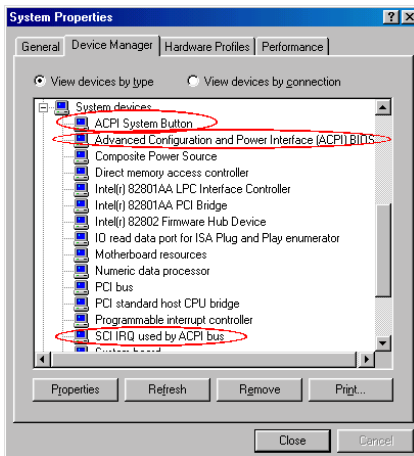 System Properties
General Device Manager Hardware Profiles Performance
View devices by type View devices by connection
System devices
ACPI System Button
Advanced Configuration and Power Interface (ACPI) BIOS
Composite Power Source
Direct memory access controller
Intel(r) 82801AA LPC Interface Controller
Intel(r) 82801AA PCI Bridge
Intel(r) 82802 Firmware Hub Device
IO read data port for ISA Plug and Play enumerator
Motherboard resources
Numeric data processor
PCI bus
PCI standard host CPU bridge
Programmable interrupt controller
SCI IRQ used by ACPI bus
System board
Properties Refresh Remove Print...
Close Cancel